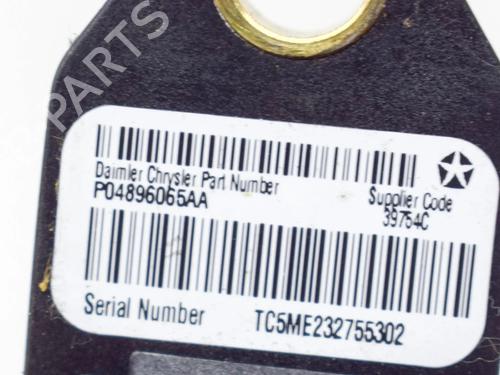 Daimler Chrysler Part Number
P04896065AA
Supplier Code
39754C
Serial Number TC5ME232755302
PARTS